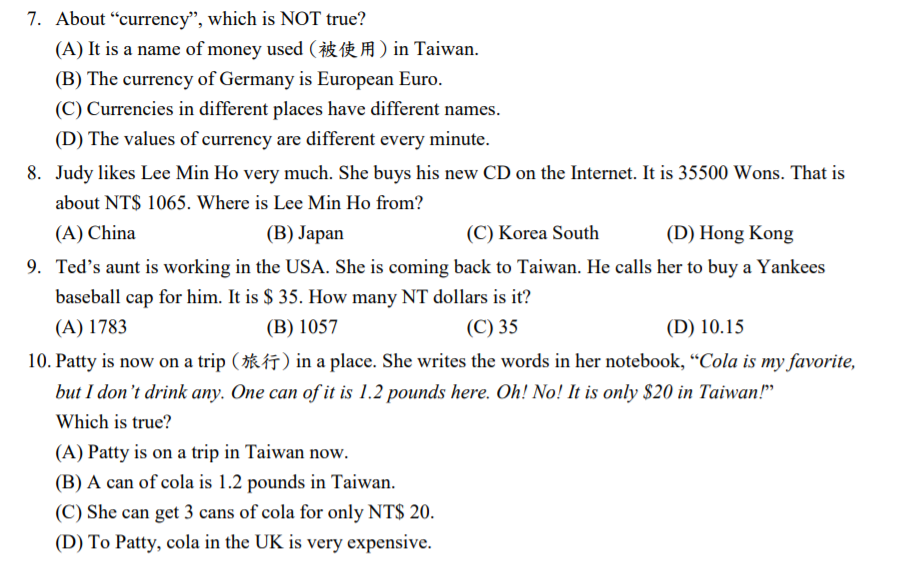 7. About “currency”, which is NOT true?
(A) It is a name of money used（被使用）in Taiwan.
(B) The currency of Germany is European Euro.
(C) Currencies in different places have different names.
(D) The values of currency are different every minute.
8. Judy likes Lee Min Ho very much. She buys his new CD on the Internet. It is 35500 Wons. That is
about NT$ 1065. Where is Lee Min Ho from?
(A) China (B) Japan (C) Korea South (D) Hong Kong
9. Ted’s aunt is working in the USA. She is coming back to Taiwan. He calls her to buy a Yankees
baseball cap for him. It is $ 35. How many NT dollars is it?
(A) 1783 (B) 1057 (C) 35 (D) 10.15
10. Patty is now on a trip（旅行）in a place. She writes the words in her notebook, “Cola is my favorite,
but I don’t drink any. One can of it is 1.2 pounds here. Oh! No! It is only $20 in Taiwan!”
Which is true?
(A) Patty is on a trip in Taiwan now.
(B) A can of cola is 1.2 pounds in Taiwan.
(C) She can get 3 cans of cola for only NT$ 20.
(D) To Patty, cola in the UK is very expensive.